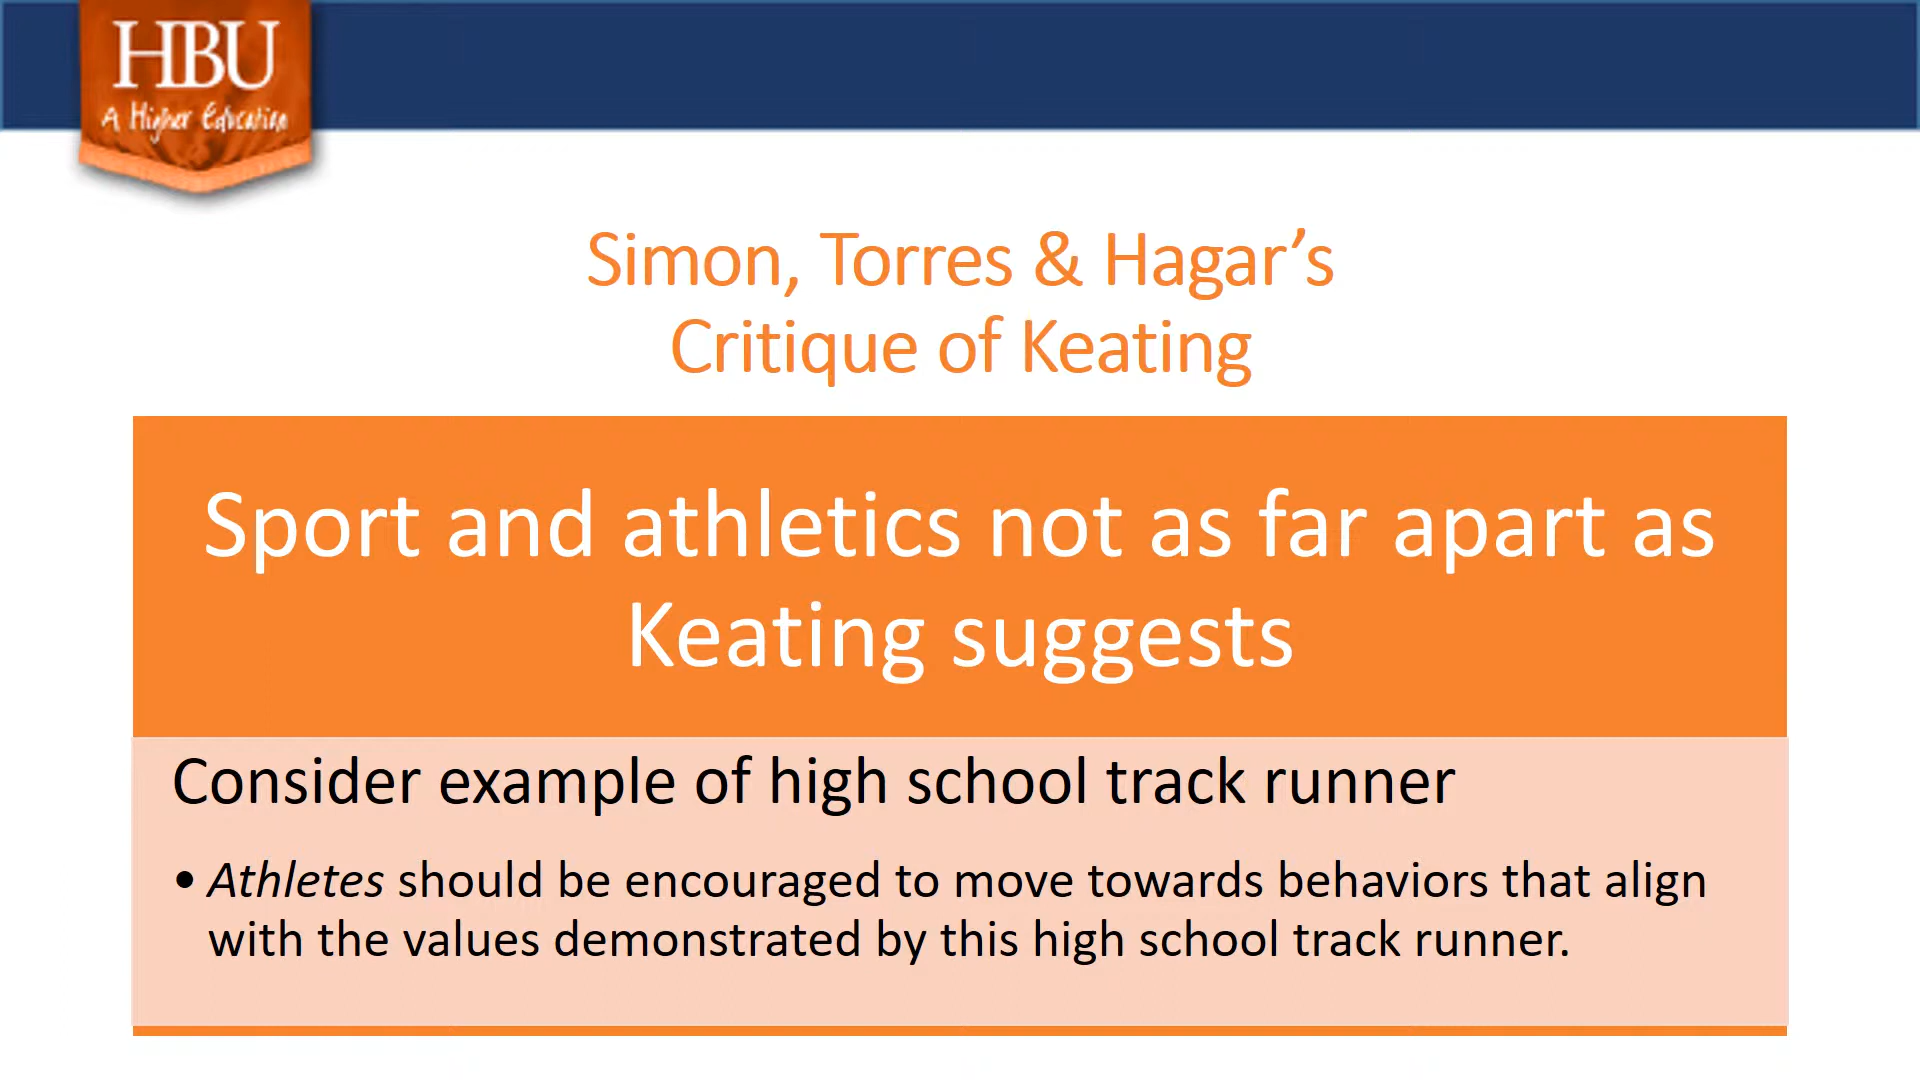 HBU
A Higher Education
Simon, Torres & Hagar’s
Critique of Keating
Sport and athletics not as far apart as
Keating suggests
Consider example of high school track runner
• Athletes should be encouraged to move towards behaviors that align
with the values demonstrated by this high school track runner.